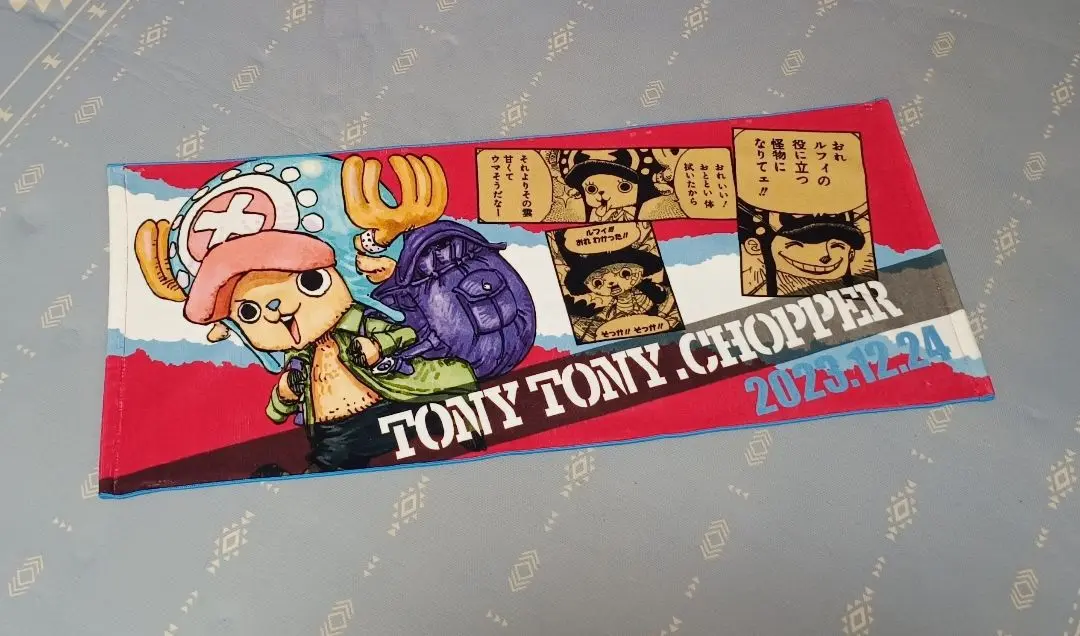 おれいい!
おととい体
拭いたから
それよりその雲
甘くて
ウマそうだなー
ルフィ!!!
おれ わかった!!
そっか!! そっか!!
おれ
ルフィの
役に立つ
怪物に
なりてェ!!
TONY TONY.CHOPPER
2023.12.24